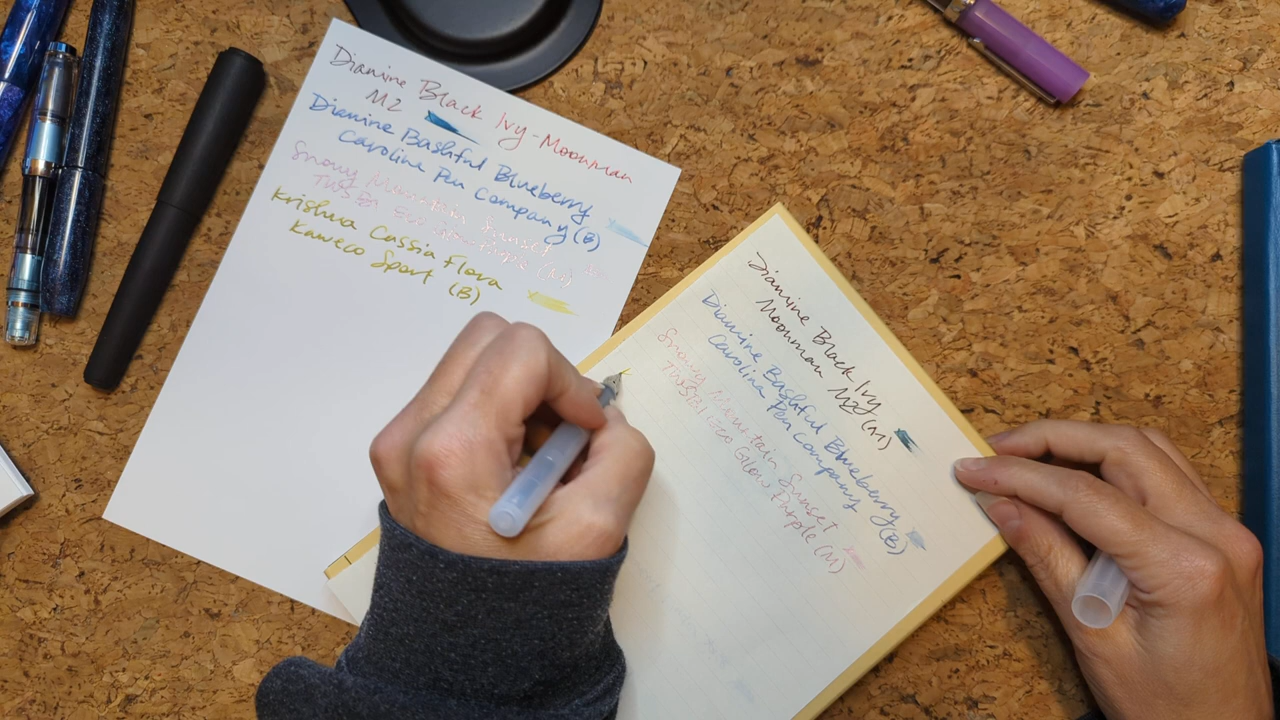 Diamine Black Ivy-Moonman
M2
Diamine Bashful Blueberry
Caroline Pen Company (B)
Snowy Mountain Sunset
TWSBI Eco Glow Purple (M)
Krishna Cassia Flora
Kaweco Sport (B)
Diamine Black Ivy
Moonman M2 (M)
Diamine Bashful Blueberry
Caroline Pen Company (B)
Snowy Mountain Sunset
TWSBI Eco Glow Purple (M)